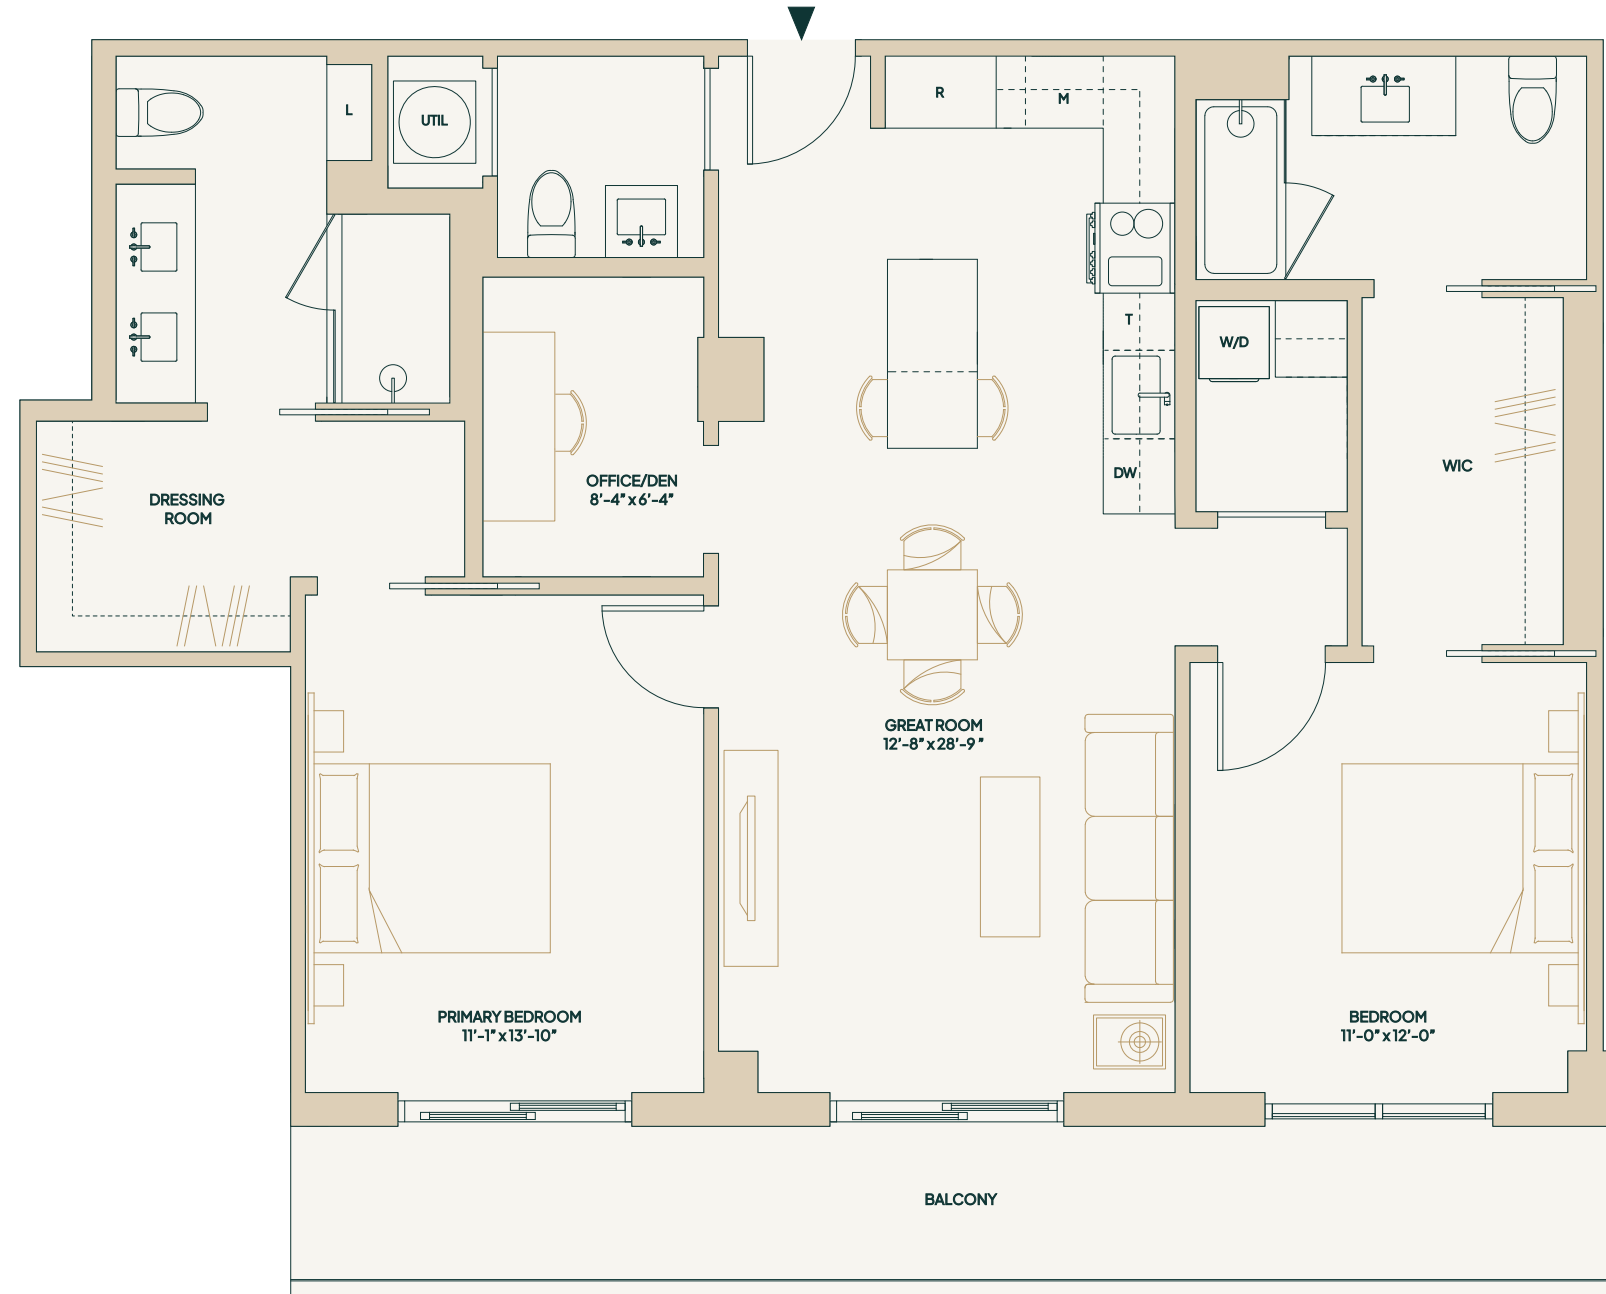 R
M
L
UTIL
T
W/D
DW
WIC
OFFICE/DEN
8'-4" x 6'-4"
DRESSING
ROOM
GREAT ROOM
12'-8" x 28'-9"
PRIMARY BEDROOM
11'-1" x 13'-10"
BEDROOM
11'-0" x 12'-0"
BALCONY